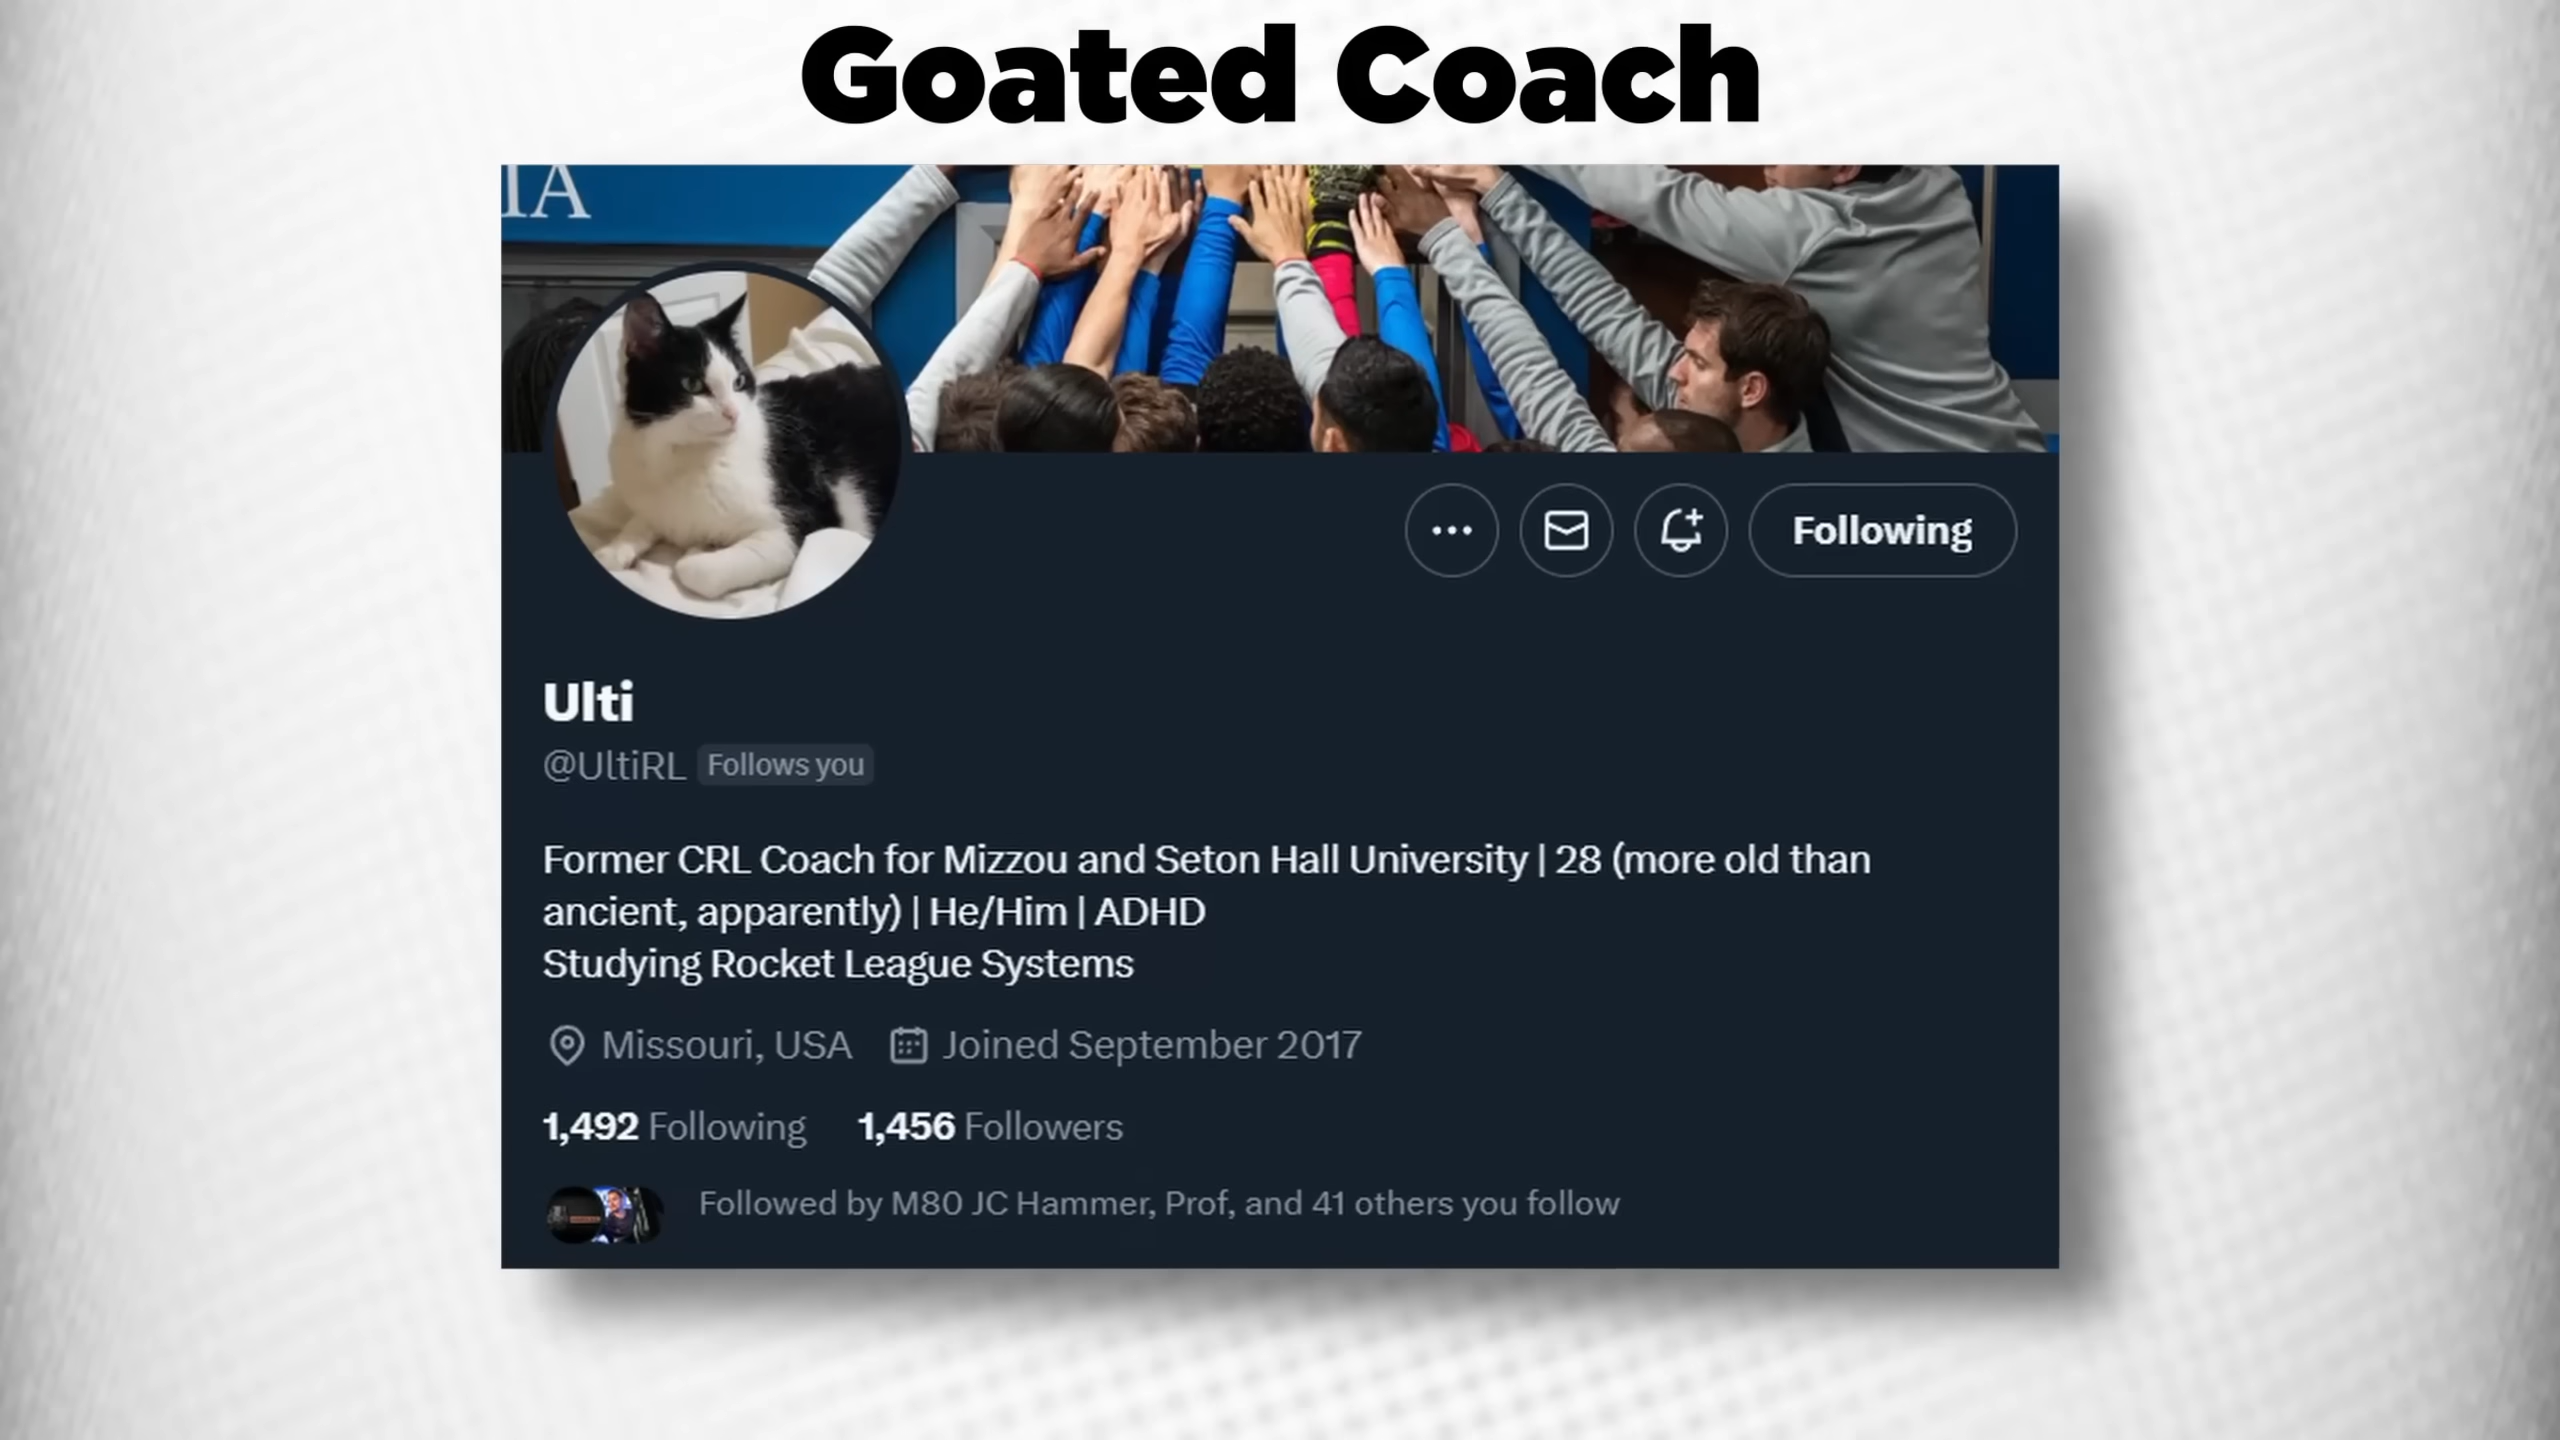 Goated Coach
IA
Following
Ulti
@UltiRL Follows you
Former CRL Coach for Mizzou and Seton Hall University | 28 (more old than
ancient, apparently) | He/Him | ADHD
Studying Rocket League Systems
Missouri, USA Joined September 2017
1,492 Following 1,456 Followers
Followed by M80 JC Hammer, Prof, and 41 others you follow